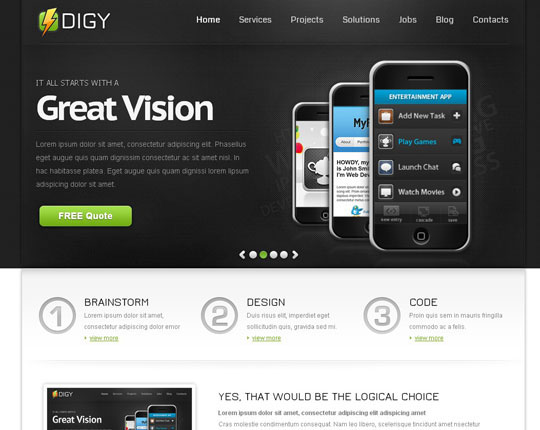 DIGY
Home Services Projects Solutions Jobs Blog Contacts
IT ALL STARTS WITH A
Great Vision
Lorem ipsum dolor sit amet, consectetur adipiscing elit. Phasellus
eget augue quis quam dignissim consectetur ac sit amet nisl. In
hac habitasse platea. Eget augue quis quam dignissim lorem ipsum
adipiscing dolor sit amet.
FREE Quote
MyP
About Portfolio
HOWDY, my
is John Smi
I'm Web Dev
ENTERTAINMENT APP
Add New Task
Play Games
Launch Chat
Watch Movies
new entry cascade save
1
BRAINSTORM
Lorem ipsum dolor sit amet,
consectetur adipiscing dolor emor
view more
2
DESIGN
Duis risus elit, imperdiet eget
sollicitudin quis, gravida sed mi.
view more
3
CODE
Proin quis sem in mauris fringilla
commodo ac a felis.
view more
DIGY
Great Vision
YES, THAT WOULD BE THE LOGICAL CHOICE
Lorem ipsum dolor sit amet, consectetur adipiscing elit adipiscing amet
Cras molestie condimentum consequat. Nam leo libero, scelerisque tincidunt amet nsectetur